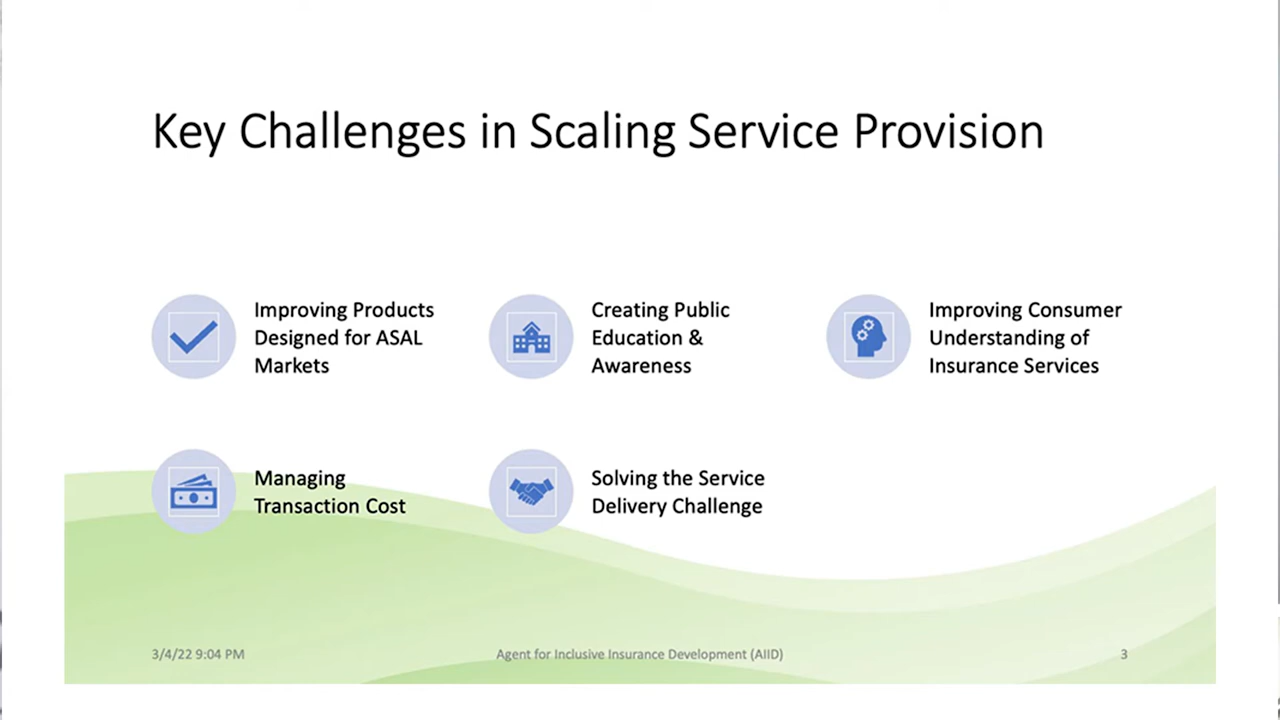 Key Challenges in Scaling Service Provision
Improving Products
Designed for ASAL
Markets
Creating Public
Education &
Awareness
Improving Consumer
Understanding of
Insurance Services
Managing
Transaction Cost
Solving the Service
Delivery Challenge
3/4/22 9:04 PM
Agent for Inclusive Insurance Development (AIID)
3